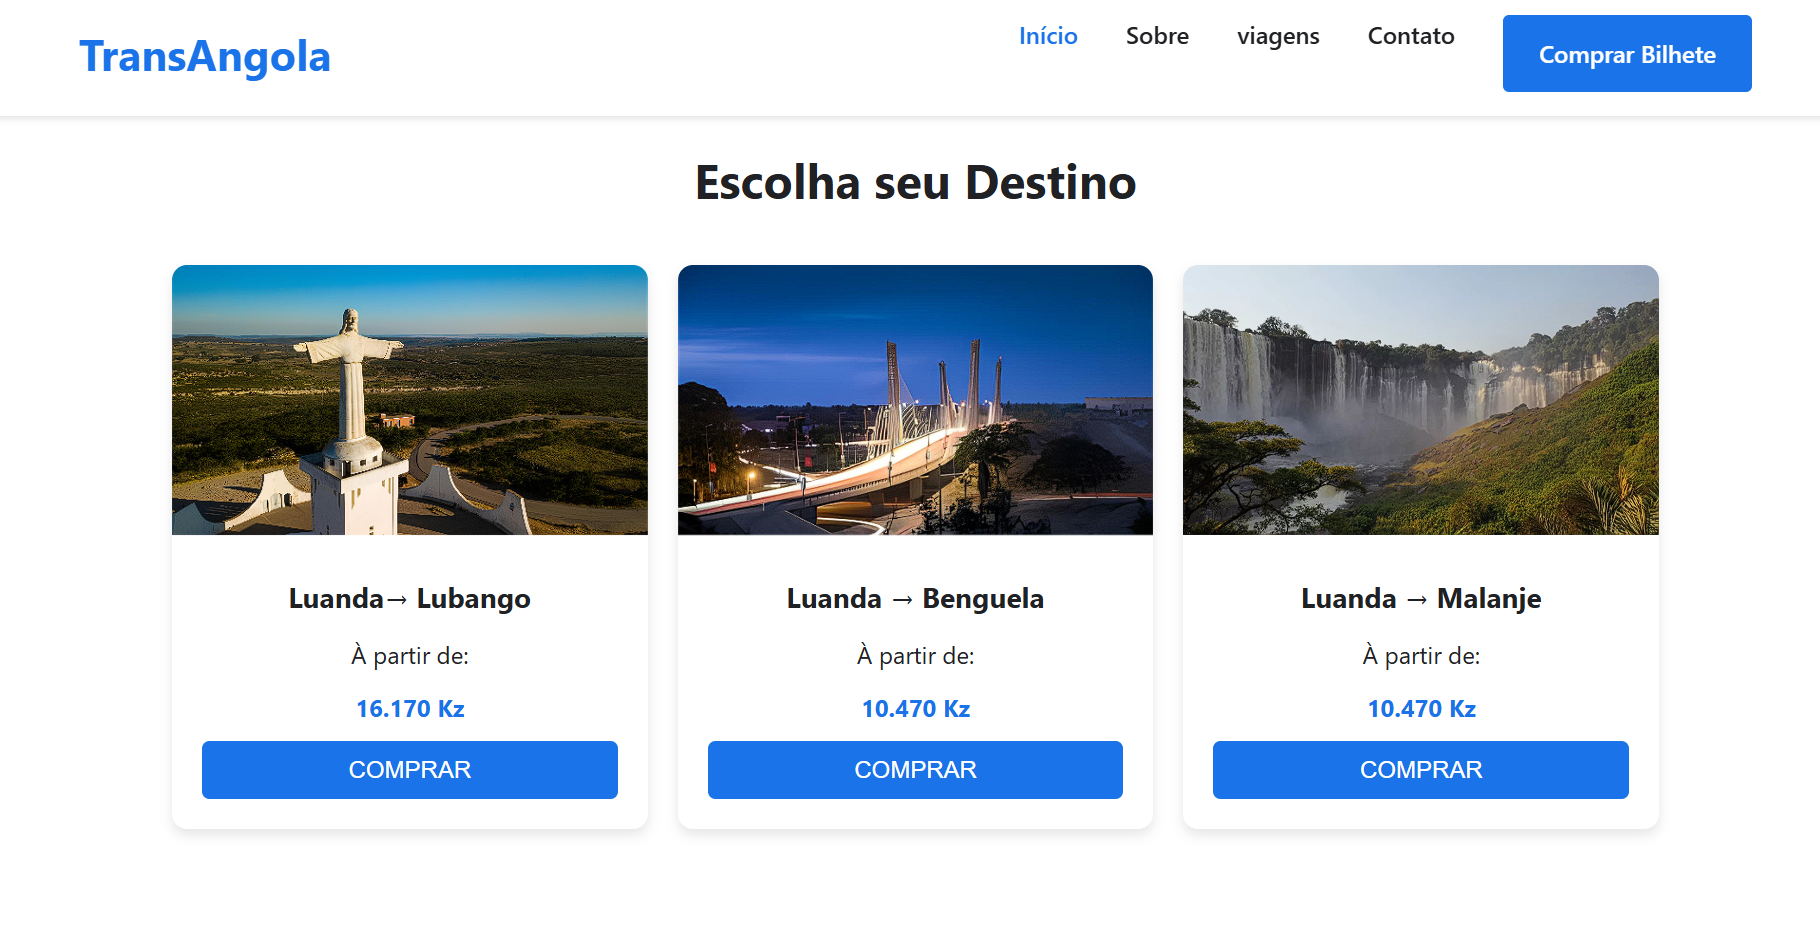 TransAngola
Início Sobre viagens Contato Comprar Bilhete
Escolha seu Destino
Luanda→ Lubango
À partir de:
16.170 Kz
COMPRAR
Luanda → Benguela
À partir de:
10.470 Kz
COMPRAR
Luanda → Malanje
À partir de:
10.470 Kz
COMPRAR